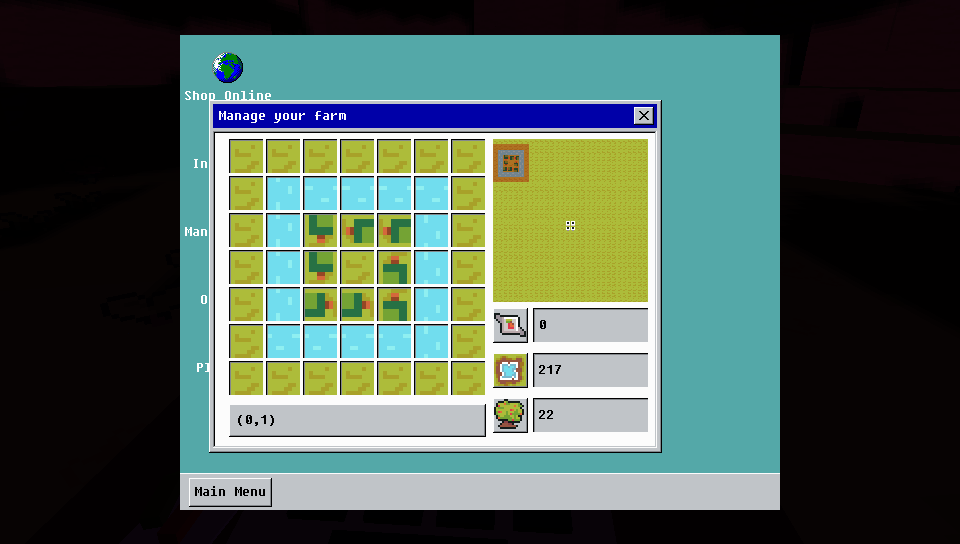 Shop Online
Manage your farm
In
Man
O
Pl
0
217
22
(0,1)
Main Menu